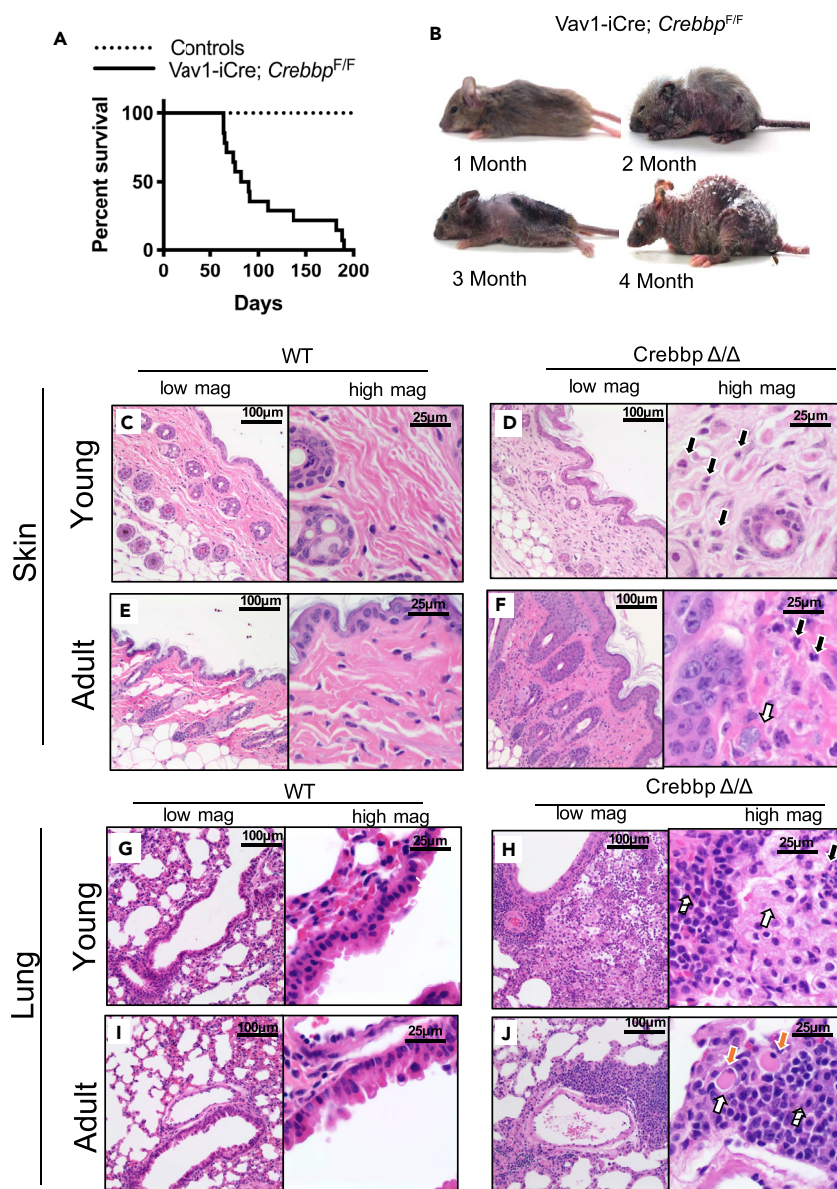 A
Controls
Vav1-iCre; Crebbp^F/F
Percent survival
100
50
0
0 50 100 150 200
Days
B
Vav1-iCre; Crebbp^F/F
1 Month
2 Month
3 Month
4 Month
WT
Crebbp Δ/Δ
low mag
high mag
low mag
high mag
Skin
Young
C
100µm
25µm
D
100µm
25µm
Adult
E
100µm
25µm
F
100µm
25µm
WT
Crebbp Δ/Δ
low mag
high mag
low mag
high mag
Lung
Young
G
100µm
25µm
H
100µm
25µm
Adult
I
100µm
25µm
J
100µm
25µm